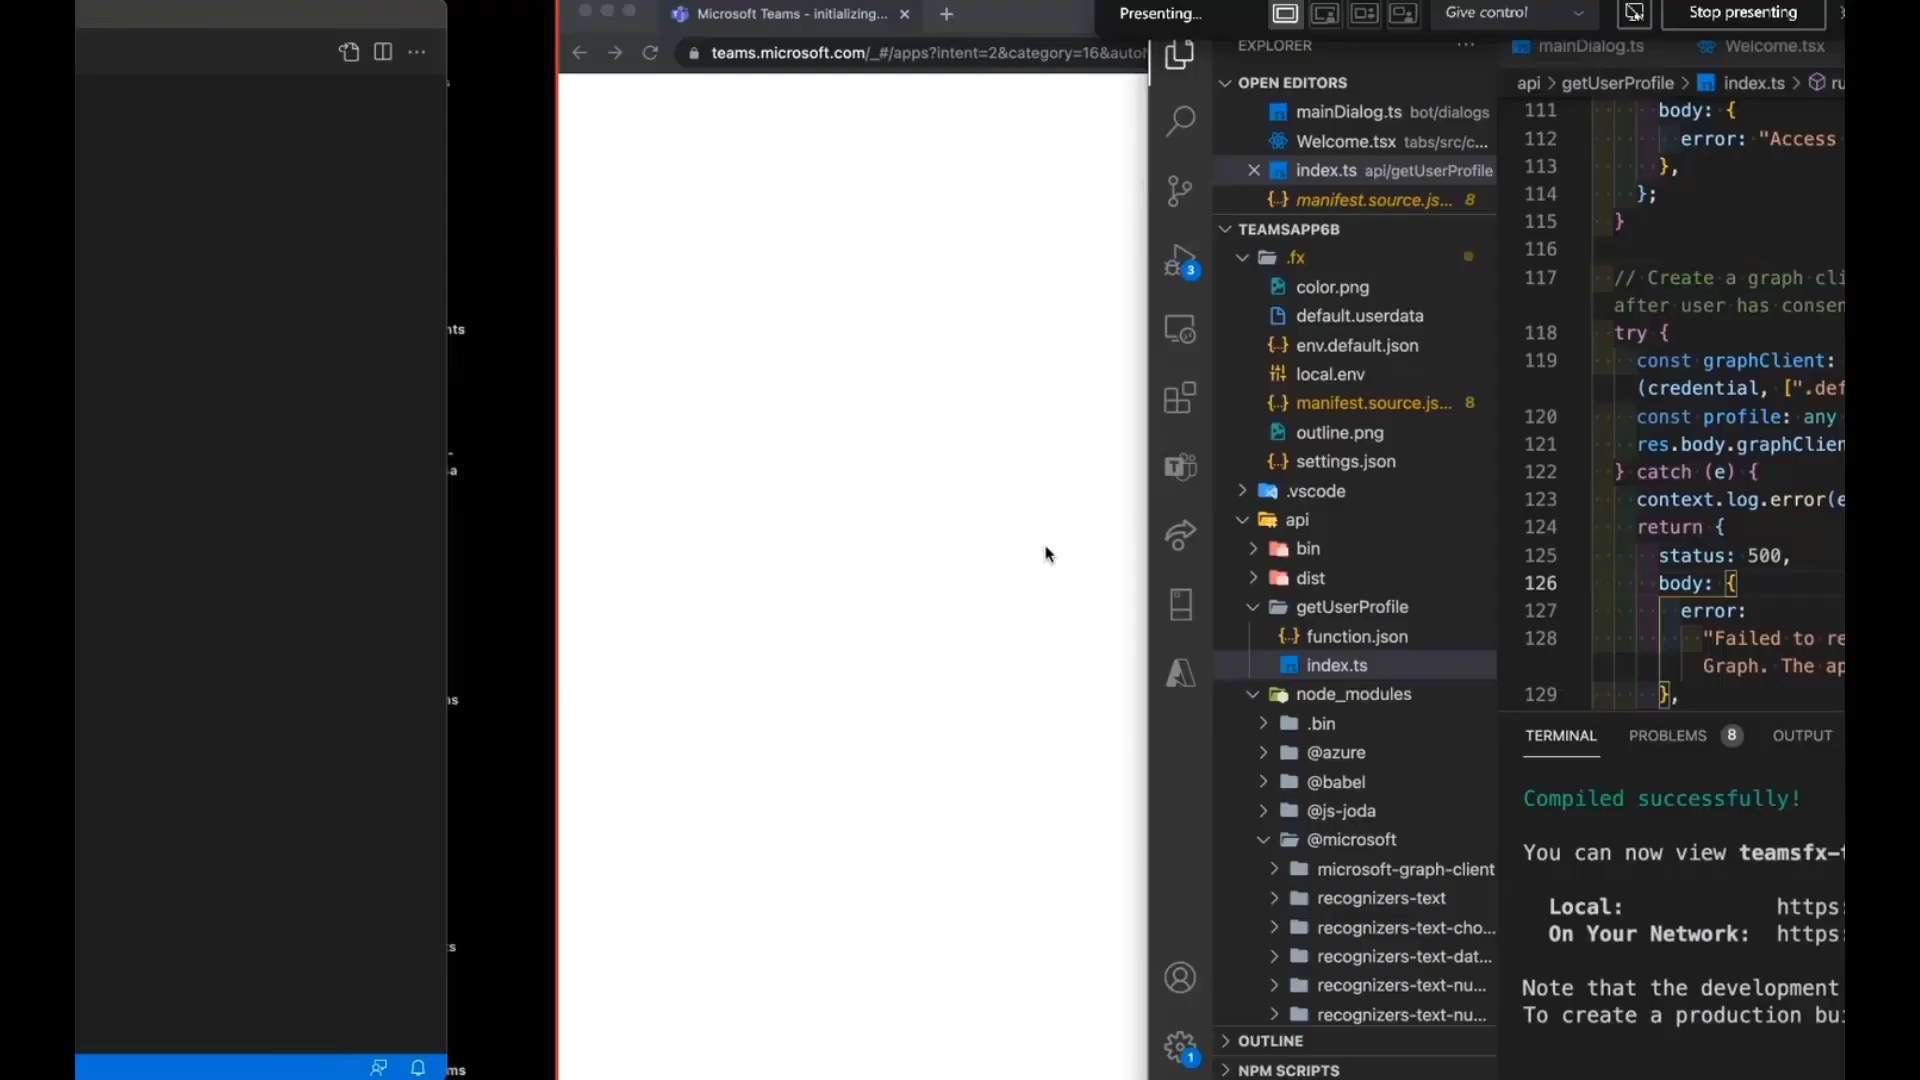 nts
-
a
ns
s
ms
Microsoft Teams - initializing...
teams.microsoft.com/_#/apps?intent=2&category=16&autoI
Presenting...
Give control
Stop presenting
EXPLORER
OPEN EDITORS
mainDialog.ts bot/dialogs
Welcome.tsx tabs/src/c...
index.ts api/getUserProfile
{..} manifest.source.js... 8
TEAMSAPP6B
.fx
color.png
default.userdata
{..} env.default.json
local.env
{..} manifest.source.js... 8
outline.png
{..} settings.json
.vscode
api
bin
dist
getUserProfile
{..} function.json
index.ts
node_modules
.bin
@azure
@babel
@js-joda
@microsoft
microsoft-graph-client
recognizers-text
recognizers-text-cho...
recognizers-text-dat...
recognizers-text-nu...
recognizers-text-nu...
OUTLINE
NPM SCRIPTS
3
1
mainDialog.ts
Welcome.tsx
api > getUserProfile > index.ts > ru
111 body: {
112 error: "Access
113 },
114 };
115 }
116
117 // Create a graph cli
after user has consen
118 try {
119 const graphClient:
(credential, [".def
120 const profile: any
121 res.body.graphClien
122 } catch (e) {
123 context.log.error(e
124 return {
125 status: 500,
126 body: {
127 error:
128 "Failed to re
Graph. The ap
129 },
TERMINAL PROBLEMS 8 OUTPUT
Compiled successfully!
You can now view teamsfx-t
Local: https:
On Your Network: https:
Note that the development
To create a production bui